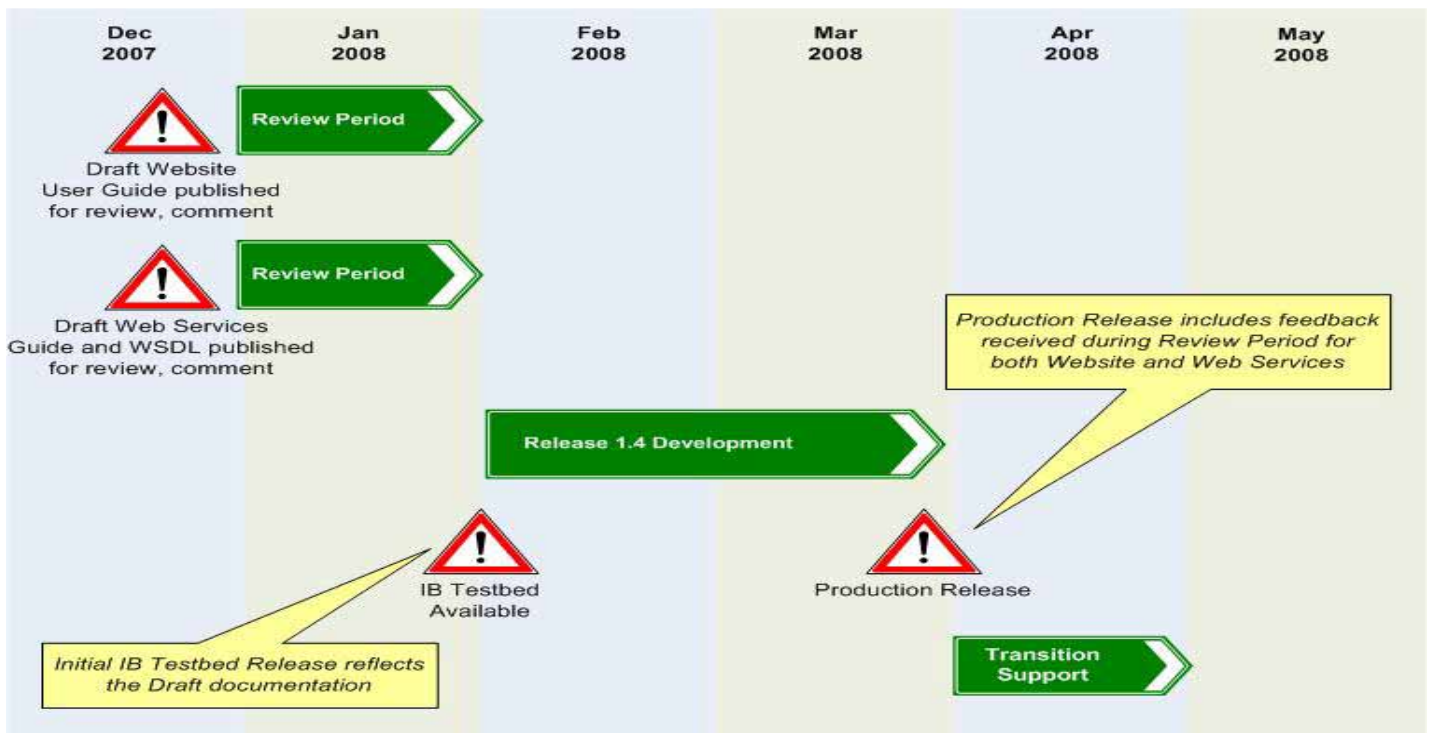 Dec
2007
Jan
2008
Feb
2008
Mar
2008
Apr
2008
May
2008
!
Review Period
Draft Website
User Guide published
for review, comment
!
Review Period
Draft Web Services
Guide and WSDL published
for review, comment
Production Release includes feedback
received during Review Period for
both Website and Web Services
Release 1.4 Development
!
IB Testbed
Available
!
Production Release
Initial IB Testbed Release reflects
the Draft documentation
Transition
Support